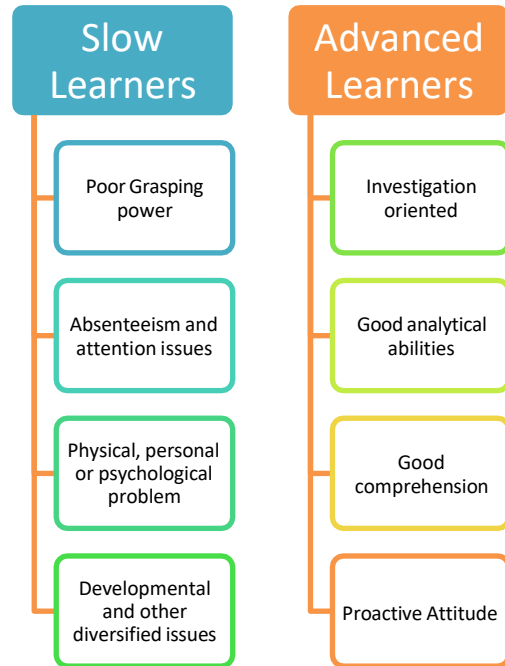 Slow
Learners
Poor Grasping
power
Absenteeism and
attention issues
Physical, personal
or psychological
problem
Developmental
and other
diversified issues
Advanced
Learners
Investigation
oriented
Good analytical
abilities
Good
comprehension
Proactive Attitude